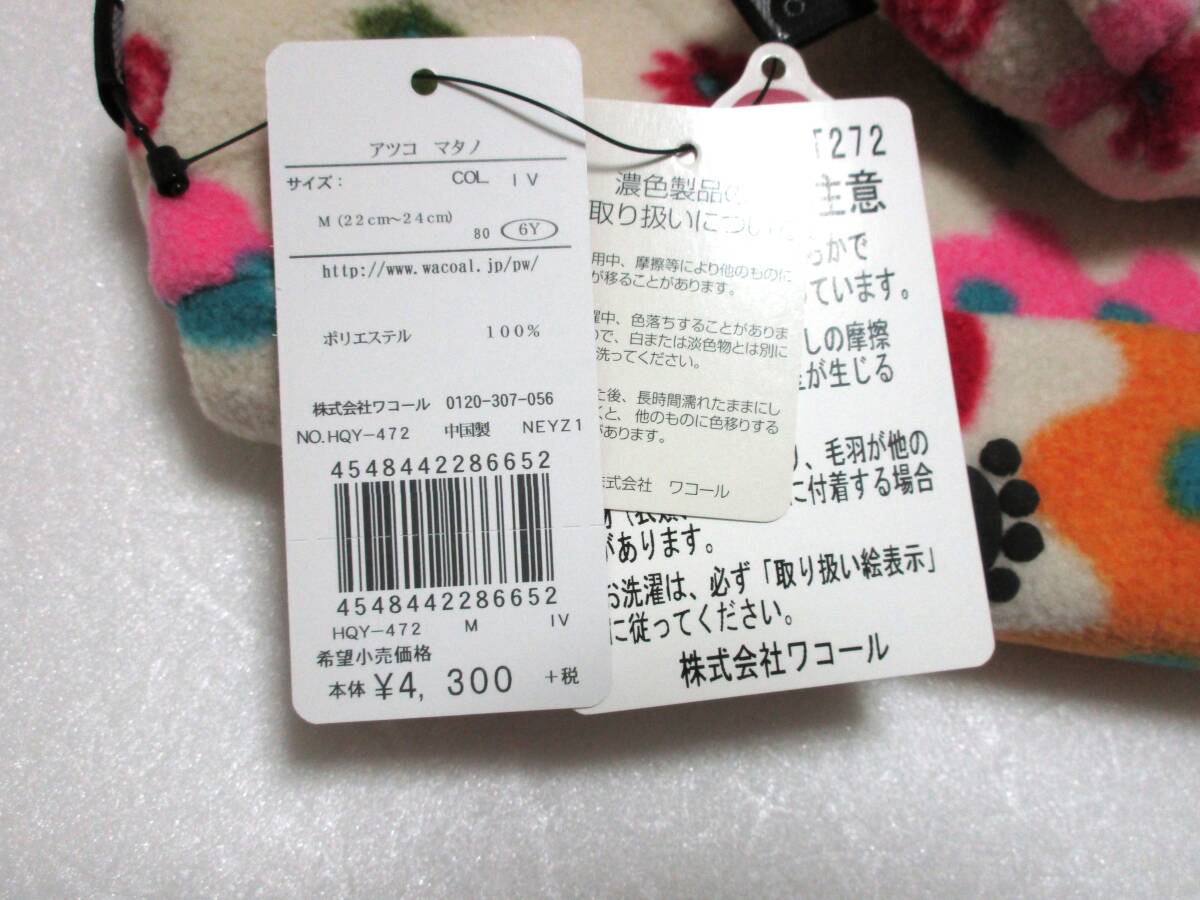 アツコ マタノ
サイズ： COL IV
M (22cm～24cm) 80 6Y
http://www.wacoal.jp/pw/
ポリエステル 100%
株式会社ワコール 0120-307-056
NO.HQY-472 中国製 NEYZ1
4548442286652
4548442286652
HQY-472 M IV
希望小売価格
本体 ¥4,300 +税
濃色製品
取り扱いについ
用中、摩擦等により他のものに
が移ることがあります。
濯中、色落ちすることがありま
で、白または淡色物とは別に
洗ってください。
た後、長時間濡れたままにし
くと、他のものに色移りする
があります。
式会社 ワコール
T272
主意
らかで
ています。
しの摩擦
が生じる
、毛羽が他の
に付着する場合
があります。
お洗濯は、必ず「取り扱い絵表示」
に従ってください。
株式会社ワコール